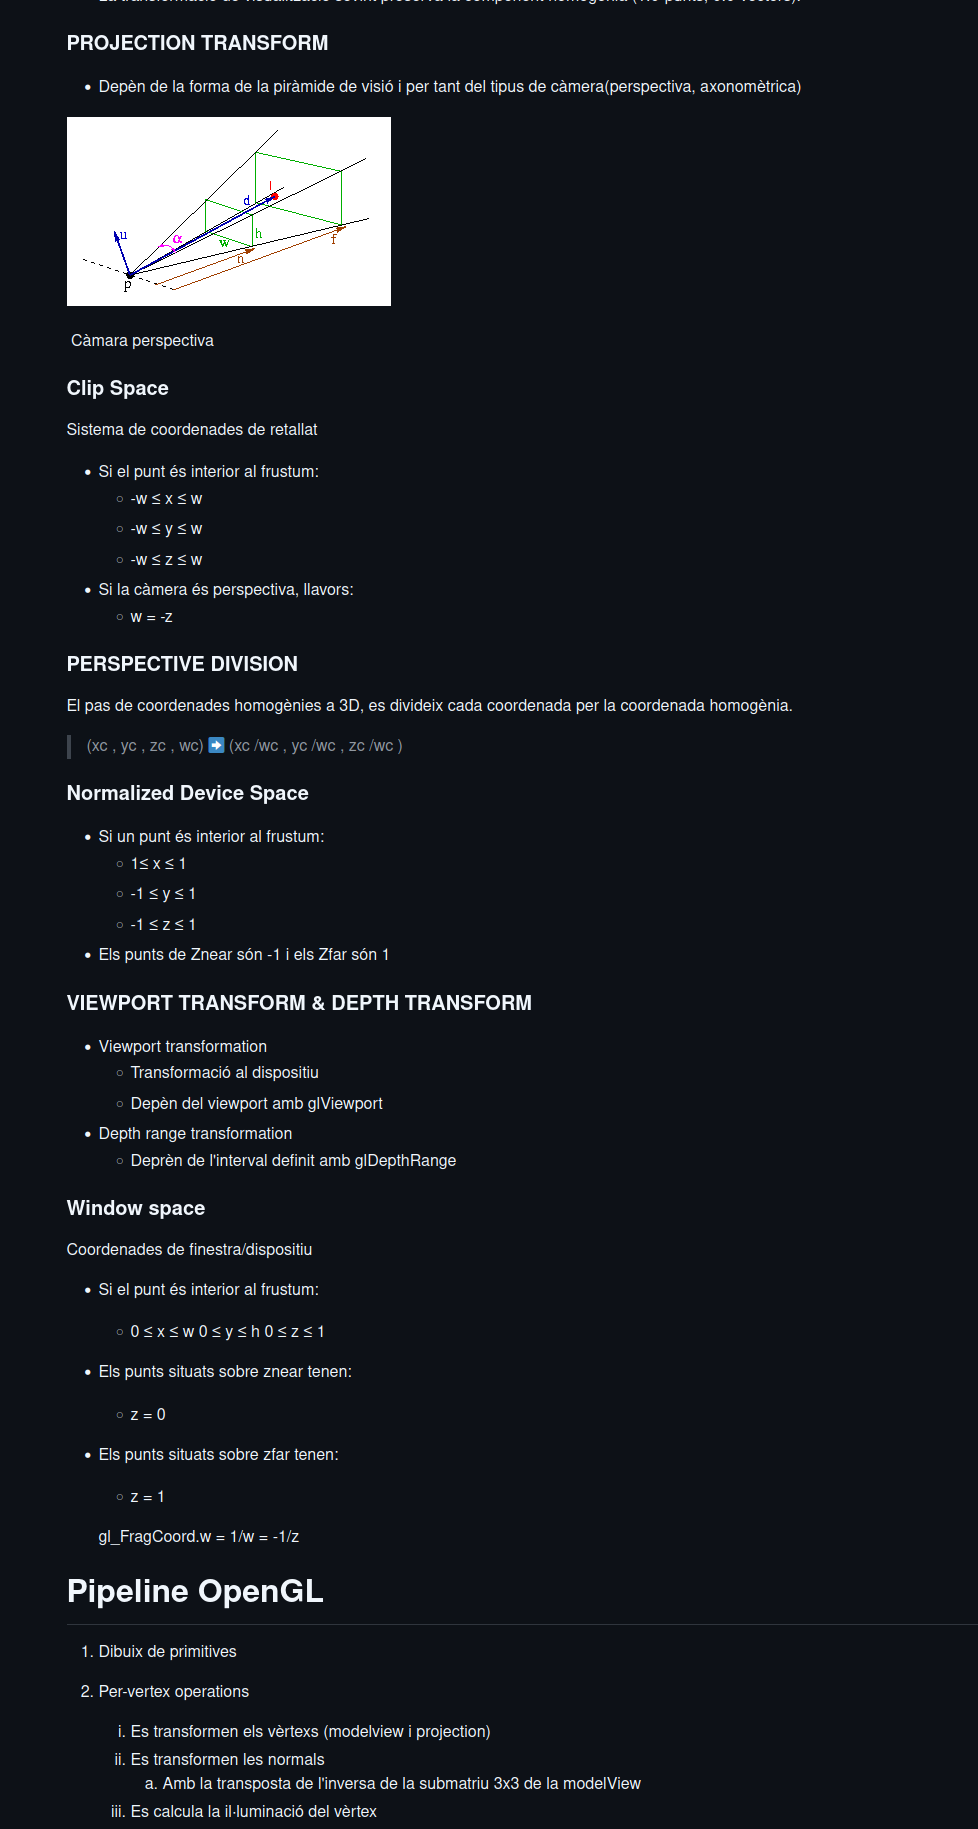 PROJECTION TRANSFORM
• Depèn de la forma de la piràmide de visió i per tant del tipus de càmera(perspectiva, axonomètrica)
l
d
u
α
h
w
f
n
p
Càmara perspectiva
Clip Space
Sistema de coordenades de retallat
• Si el punt és interior al frustum:
○ -w ≤ x ≤ w
○ -w ≤ y ≤ w
○ -w ≤ z ≤ w
• Si la càmera és perspectiva, llavors:
○ w = -z
PERSPECTIVE DIVISION
El pas de coordenades homogènies a 3D, es divideix cada coordenada per la coordenada homogènia.
(xc , yc , zc , wc) ➡️ (xc /wc , yc /wc , zc /wc )
Normalized Device Space
• Si un punt és interior al frustum:
○ 1≤ x ≤ 1
○ -1 ≤ y ≤ 1
○ -1 ≤ z ≤ 1
• Els punts de Znear són -1 i els Zfar són 1
VIEWPORT TRANSFORM & DEPTH TRANSFORM
• Viewport transformation
○ Transformació al dispositiu
○ Depèn del viewport amb glViewport
• Depth range transformation
○ Deprèn de l'interval definit amb glDepthRange
Window space
Coordenades de finestra/dispositiu
• Si el punt és interior al frustum:
○ 0 ≤ x ≤ w 0 ≤ y ≤ h 0 ≤ z ≤ 1
• Els punts situats sobre znear tenen:
○ z = 0
• Els punts situats sobre zfar tenen:
○ z = 1
gl_FragCoord.w = 1/w = -1/z
Pipeline OpenGL
1. Dibuix de primitives
2. Per-vertex operations
i. Es transformen els vèrtexs (modelview i projection)
ii. Es transformen les normals
a. Amb la transposta de l'inversa de la submatriu 3x3 de la modelView
iii. Es calcula la il·luminació del vèrtex